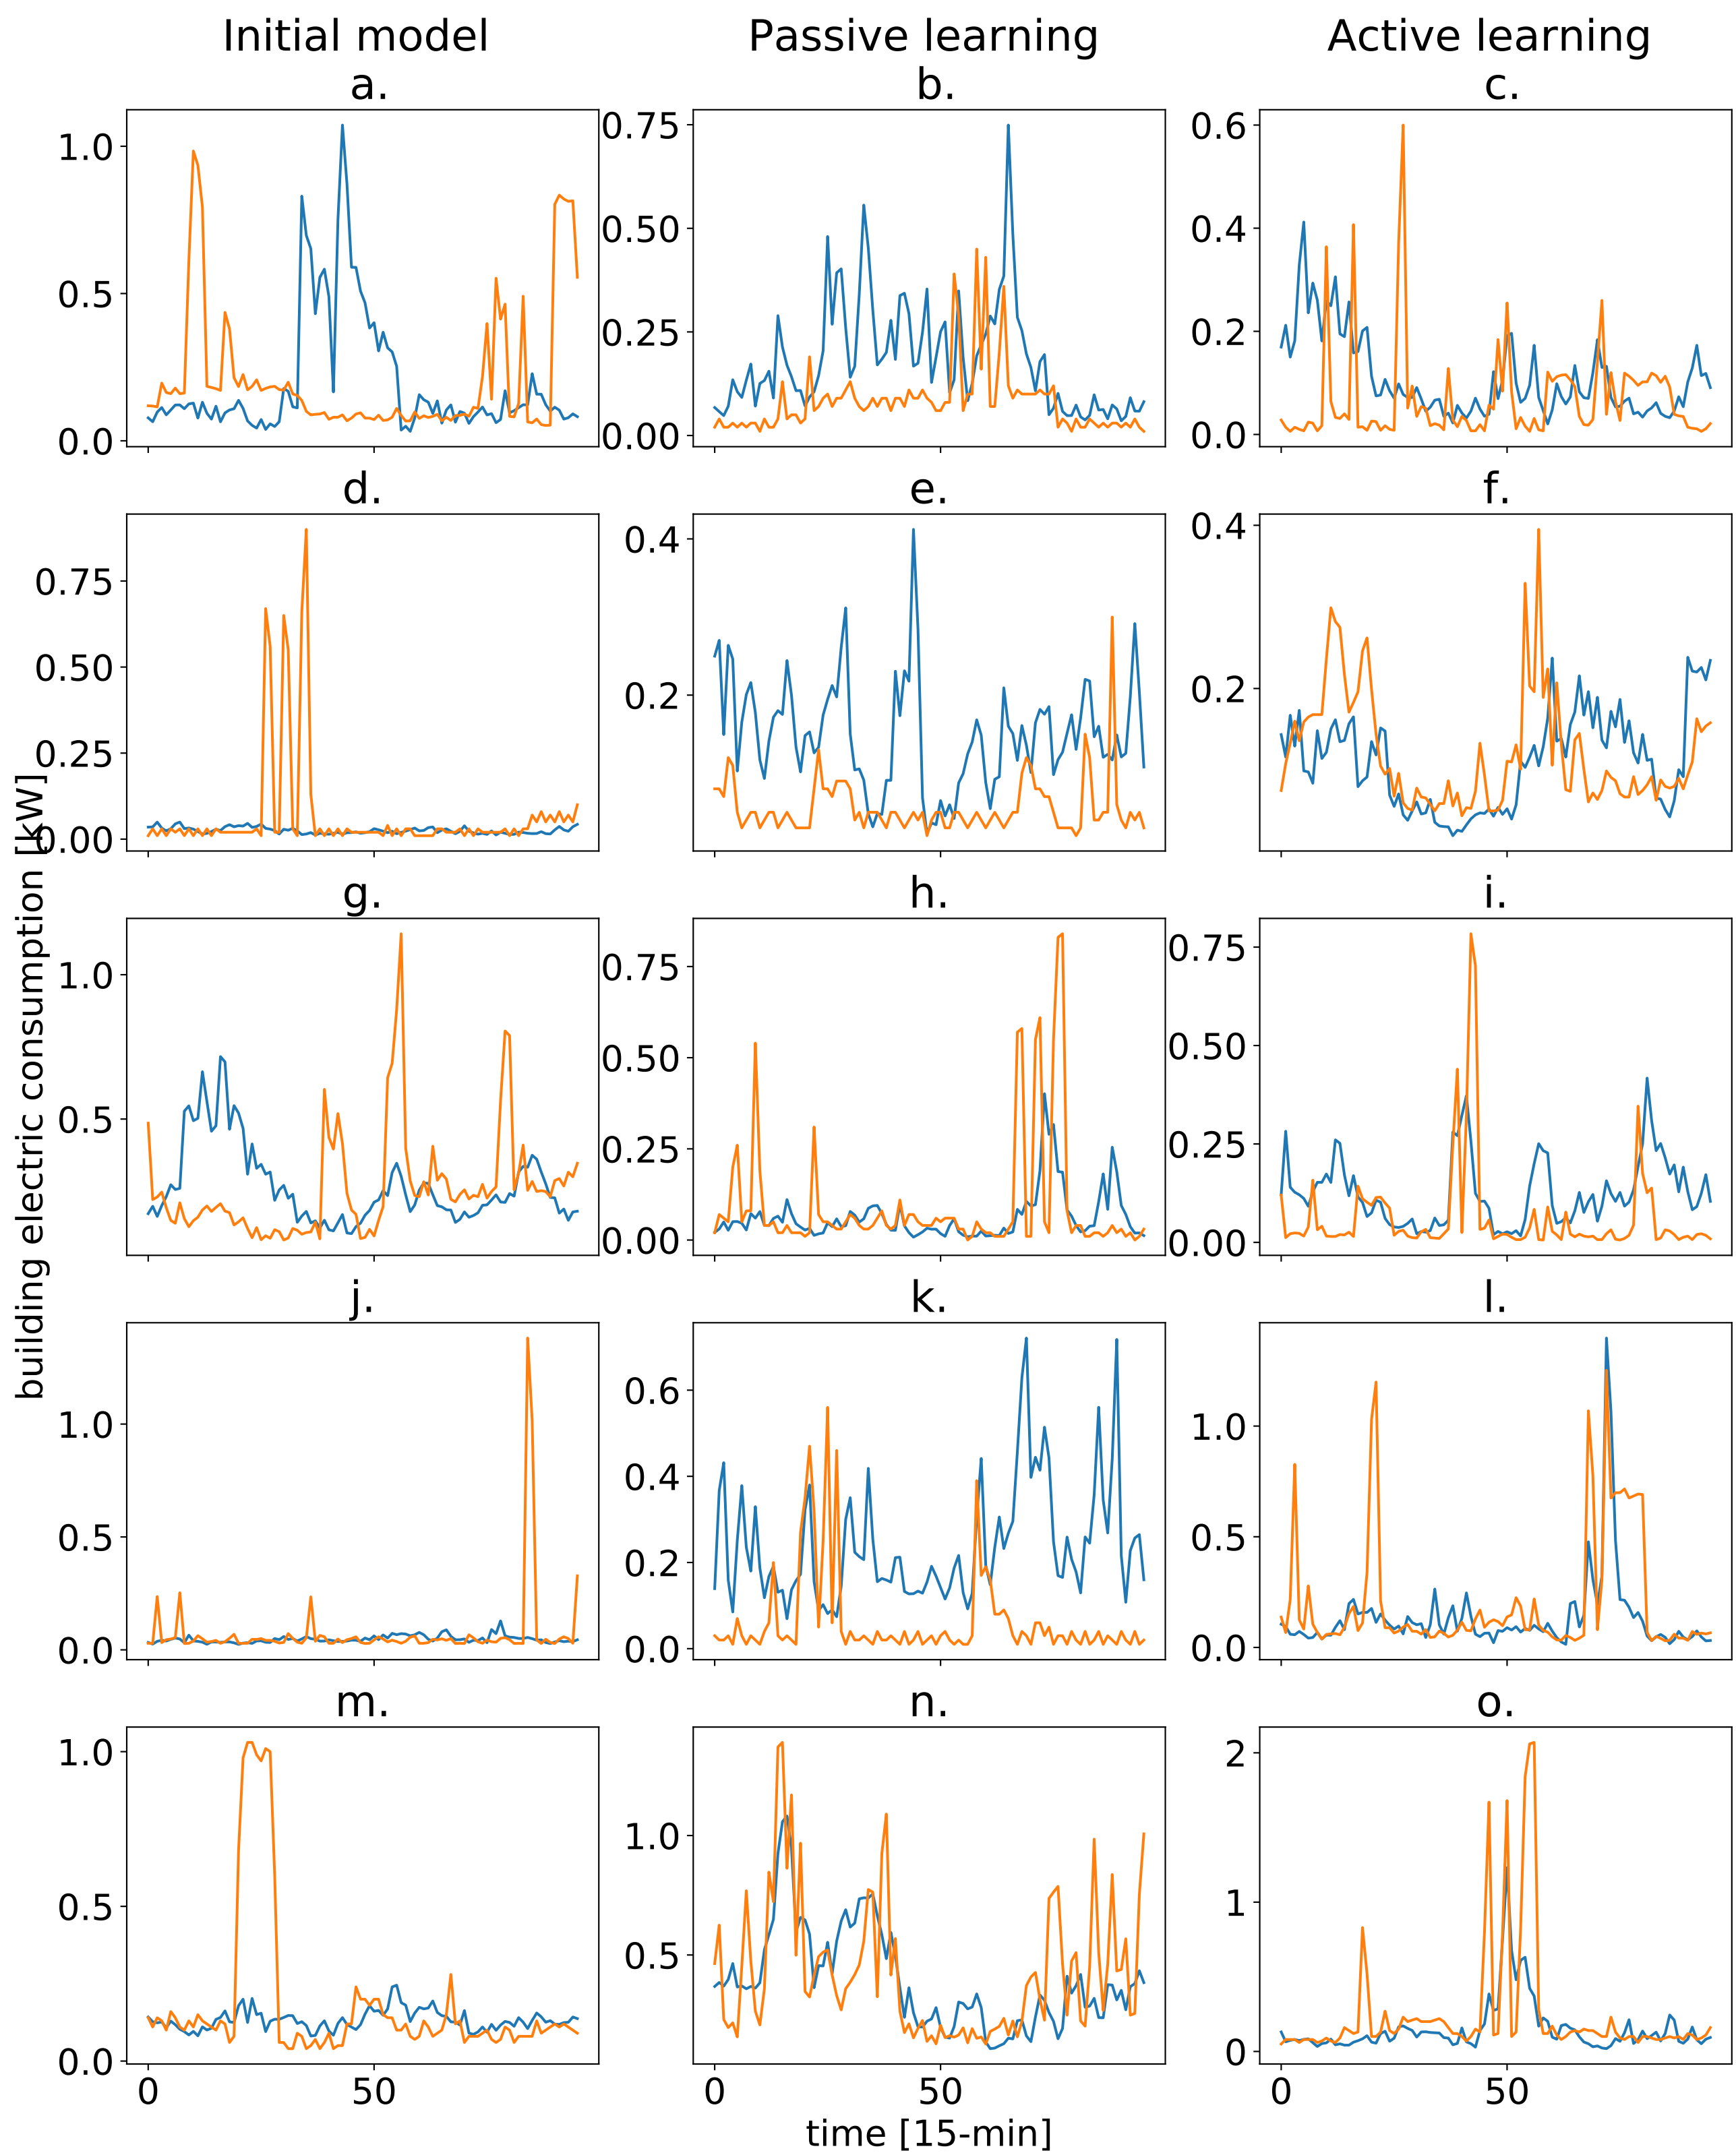 Initial model
Passive learning
Active learning
a.
b.
c.
1.0
0.5
0.0
0.75
0.50
0.25
0.00
0.6
0.4
0.2
0.0
d.
e.
f.
0.75
0.50
0.25
0.00
0.4
0.2
0.4
0.2
g.
h.
i.
1.0
0.5
0.75
0.50
0.25
0.00
0.75
0.50
0.25
0.00
j.
k.
l.
1.0
0.5
0.0
0.6
0.4
0.2
0.0
1.0
0.5
0.0
m.
n.
o.
1.0
0.5
0.0
1.0
0.5
2
1
0
0 50
0 50
0 50
building electric consumption [kW]
time [15-min]